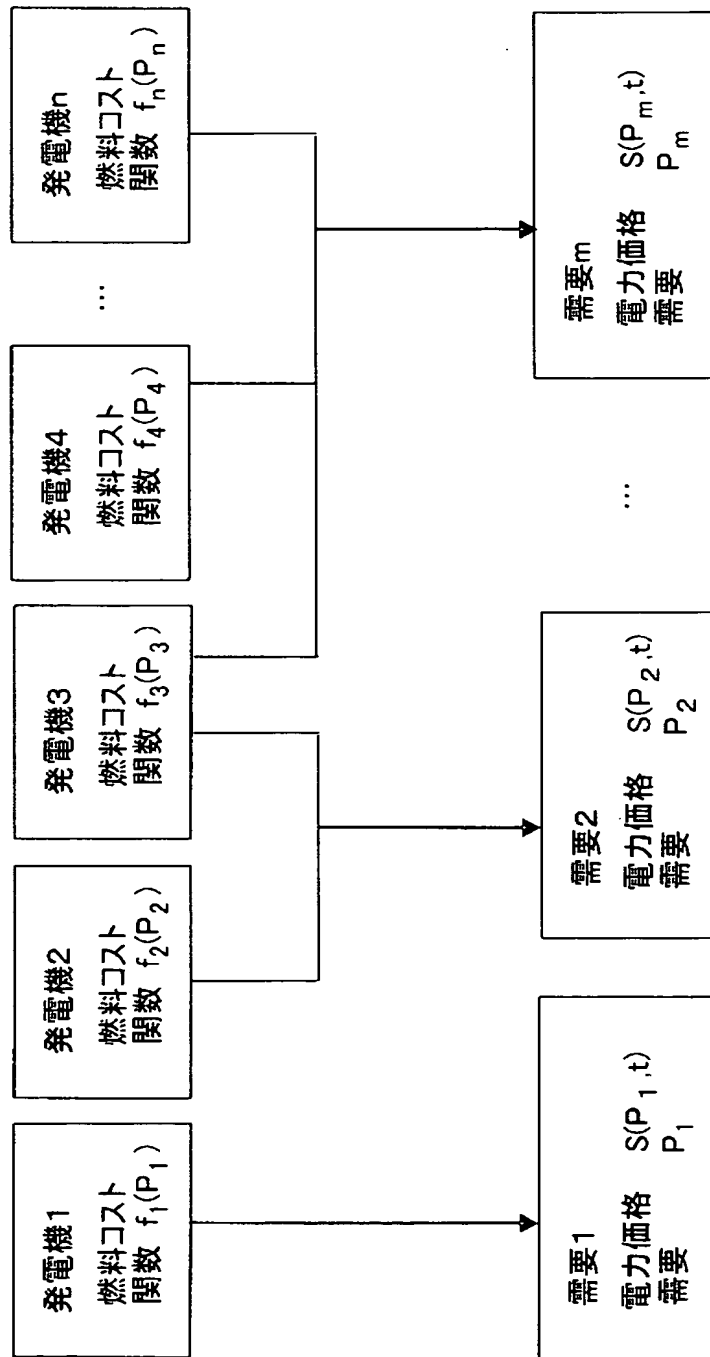 発電機1
燃料コスト
関数 f₁(P₁)
発電機2
燃料コスト
関数 f₂(P₂)
発電機3
燃料コスト
関数 f₃(P₃)
発電機4
燃料コスト
関数 f₄(P₄)
…
発電機n
燃料コスト
関数 fₙ(Pₙ)
需要1
電力価格 S(P₁,t)
需要 P₁
需要2
電力価格 S(P₂,t)
需要 P₂
…
需要m
電力価格 S(Pₘ,t)
需要 Pₘ